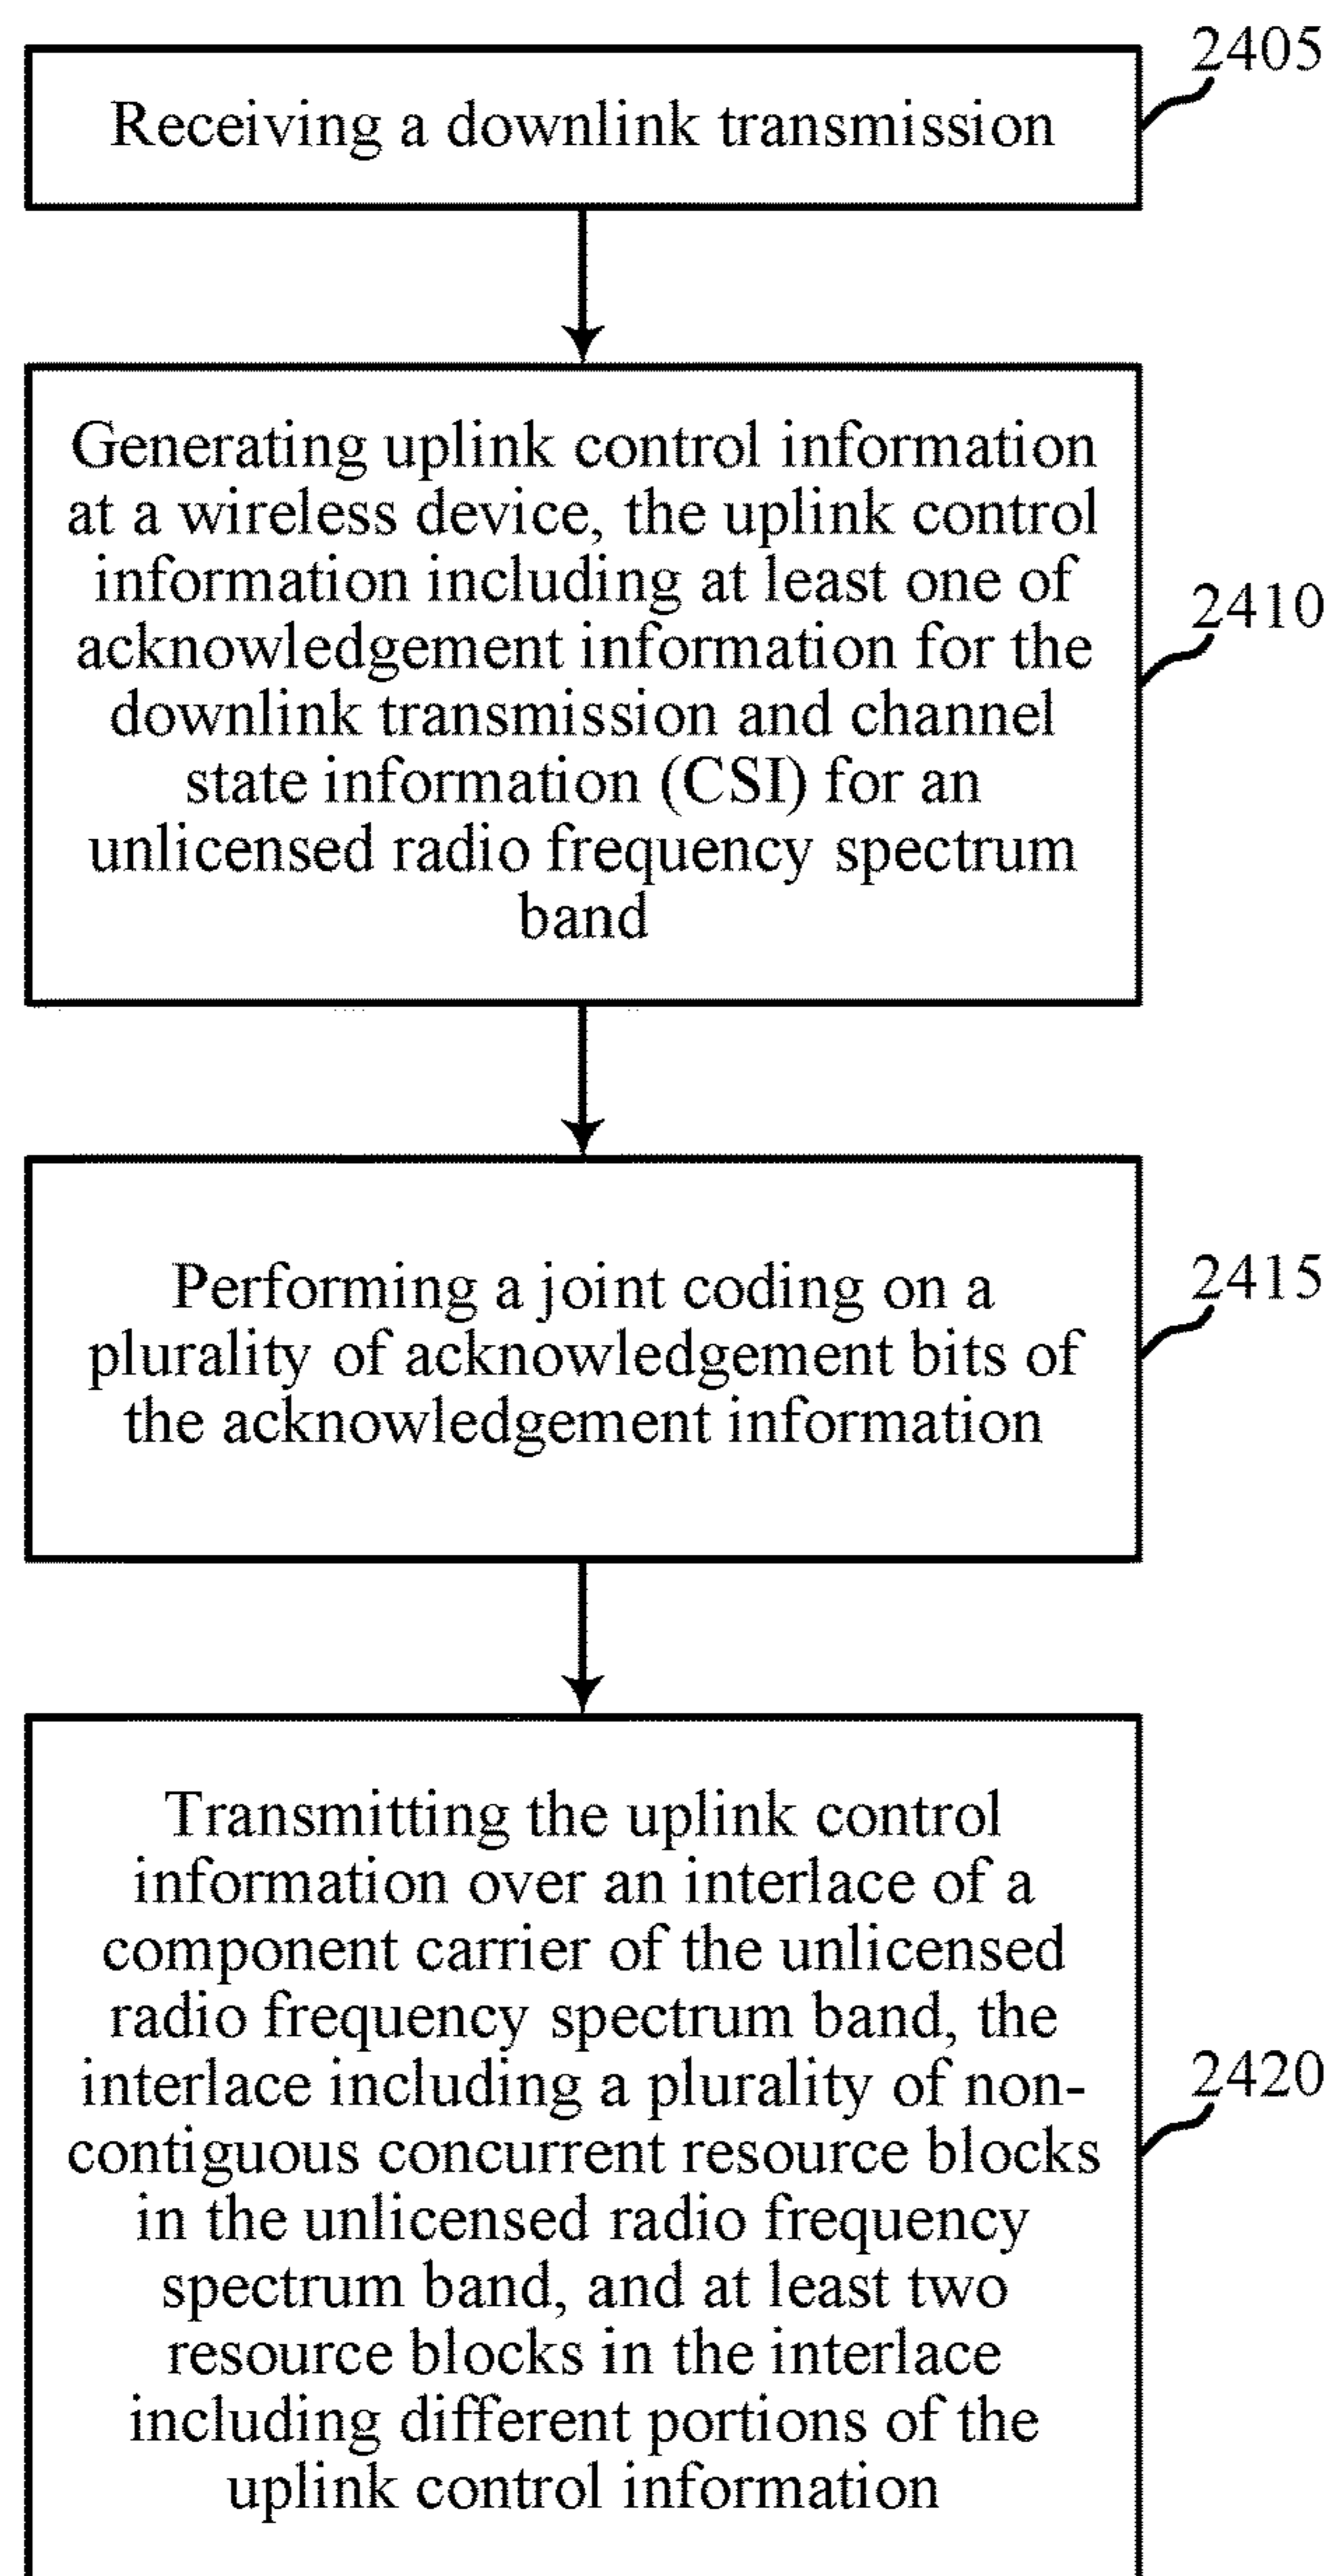 2405
Receiving a downlink transmission
Generating uplink control information
at a wireless device, the uplink control
information including at least one of
acknowledgement information for the
downlink transmission and channel
state information (CSI) for an
unlicensed radio frequency spectrum
band
2410
Performing a joint coding on a
plurality of acknowledgement bits of
the acknowledgement information
2415
Transmitting the uplink control
information over an interlace of a
component carrier of the unlicensed
radio frequency spectrum band, the
interlace including a plurality of non-
contiguous concurrent resource blocks
in the unlicensed radio frequency
spectrum band, and at least two
resource blocks in the interlace
including different portions of the
uplink control information
2420